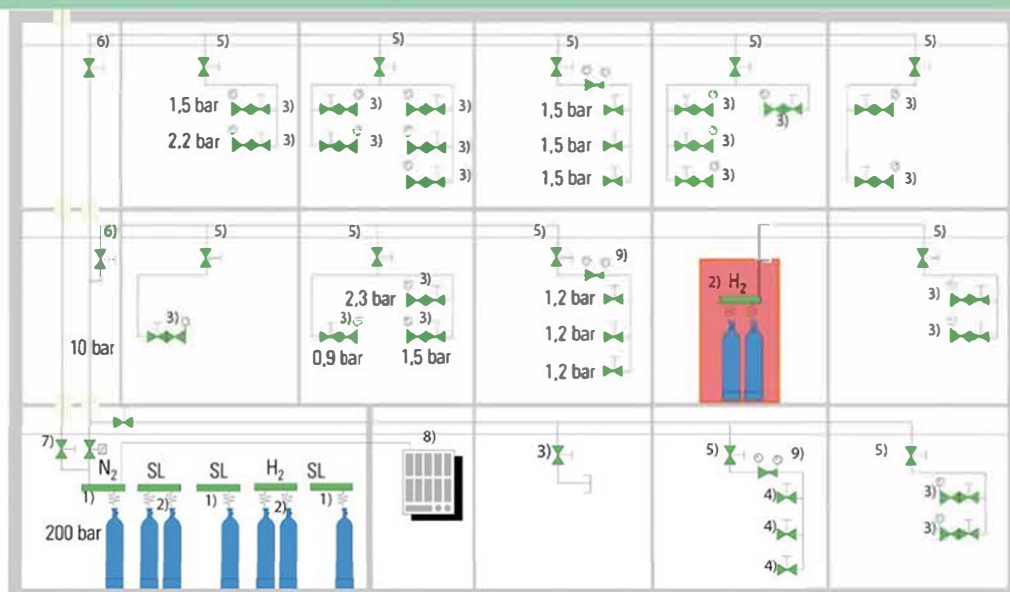 6) 5) 5) 5) 5) 5)
1,5 bar 3) 3) 3) 1,5 bar 3) 3) 3)
2,2 bar 3) 3) 3) 1,5 bar 3)
3) 1,5 bar 3) 3)
6) 5) 5) 5) 5)
9)
3) 2) H₂
2,3 bar 1,2 bar 3)
3) 3) 3)
10 bar 1,2 bar 3)
0,9 bar 1,5 bar 1,2 bar
7) 8) 3) 5) 9) 5)
N₂ SL SL H₂ SL
1) 2) 1) 2) 1) 4) 3)
200 bar 4) 3)
4)